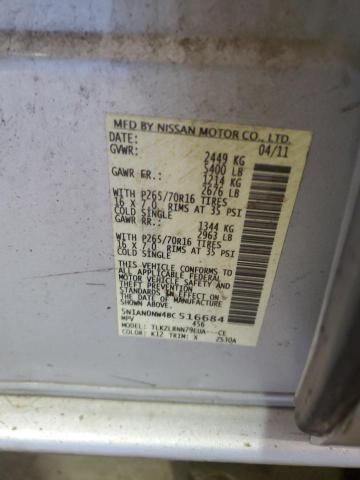 MFD BY NISSAN MOTOR CO., LTD.
DATE: 04/11
GVWR: 2449 KG
5400 LB
GAWR FR.: 1214 KG
2676 LB
WITH P265/70R16 TIRES
16 X 7.0 RIMS AT 35 PSI
COLD SINGLE
GAWR RR.: 1344 KG
2963 LB
WITH P265/70R16 TIRES
16 X 7.0 RIMS AT 35 PSI
COLD SINGLE
THIS VEHICLE CONFORMS TO
ALL APPLICABLE FEDERAL
MOTOR VEHICLE SAFETY AND
THEFT PREVENTION STANDARDS
IN EFFECT ON THE DATE
OF MANUFACTURE
SHOWN ABOVE.
5N1AN0NW4BC516684
MPV 456
MODEL: TLKZLRNN79EUA----CE
COLOR: K12 TRIM: X 2530A